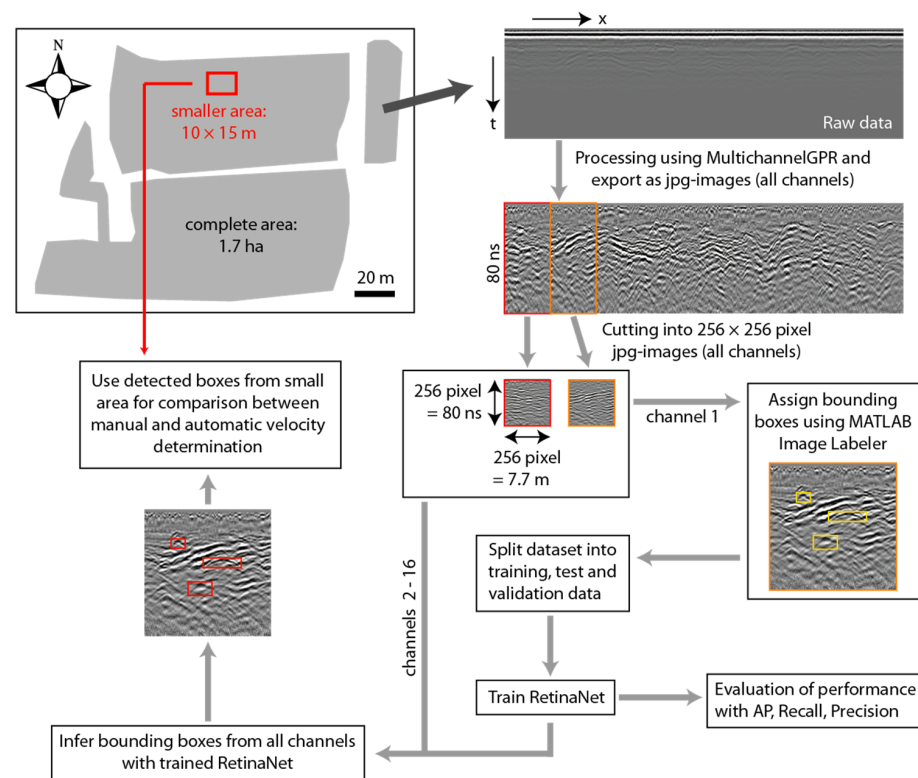 N
smaller area:
10 × 15 m
complete area:
1.7 ha
20 m
x
t
Raw data
Processing using MultichannelGPR and
export as jpg-images (all channels)
80 ns
Cutting into 256 × 256 pixel
jpg-images (all channels)
256 pixel
= 80 ns
256 pixel
= 7.7 m
channel 1
Assign bounding
boxes using MATLAB
Image Labeler
Split dataset into
training, test and
validation data
channels 2 - 16
Train RetinaNet
Evaluation of performance
with AP, Recall, Precision
Infer bounding boxes from all channels
with trained RetinaNet
Use detected boxes from small
area for comparison between
manual and automatic velocity
determination